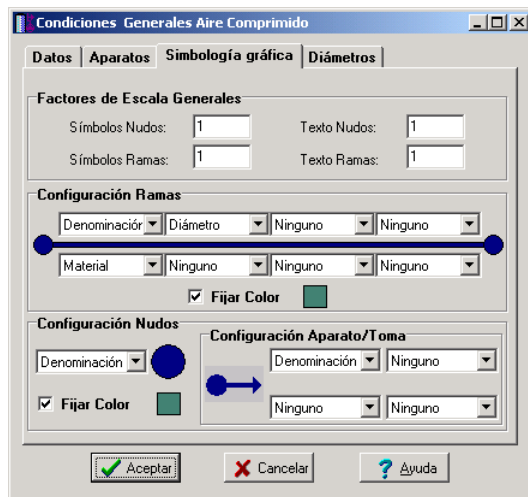 Condiciones Generales Aire Comprimido
Datos Aparatos Simbología gráfica Diámetros
Factores de Escala Generales
Símbolos Nudos: 1 Texto Nudos: 1
Símbolos Ramas: 1 Texto Ramas: 1
Configuración Ramas
Denominación Diámetro Ninguno Ninguno
Material Ninguno Ninguno Ninguno
Fijar Color
Configuración Nudos
Denominación
Fijar Color
Configuración Aparato/Toma
Denominación Ninguno
Ninguno Ninguno
Aceptar Cancelar Ayuda